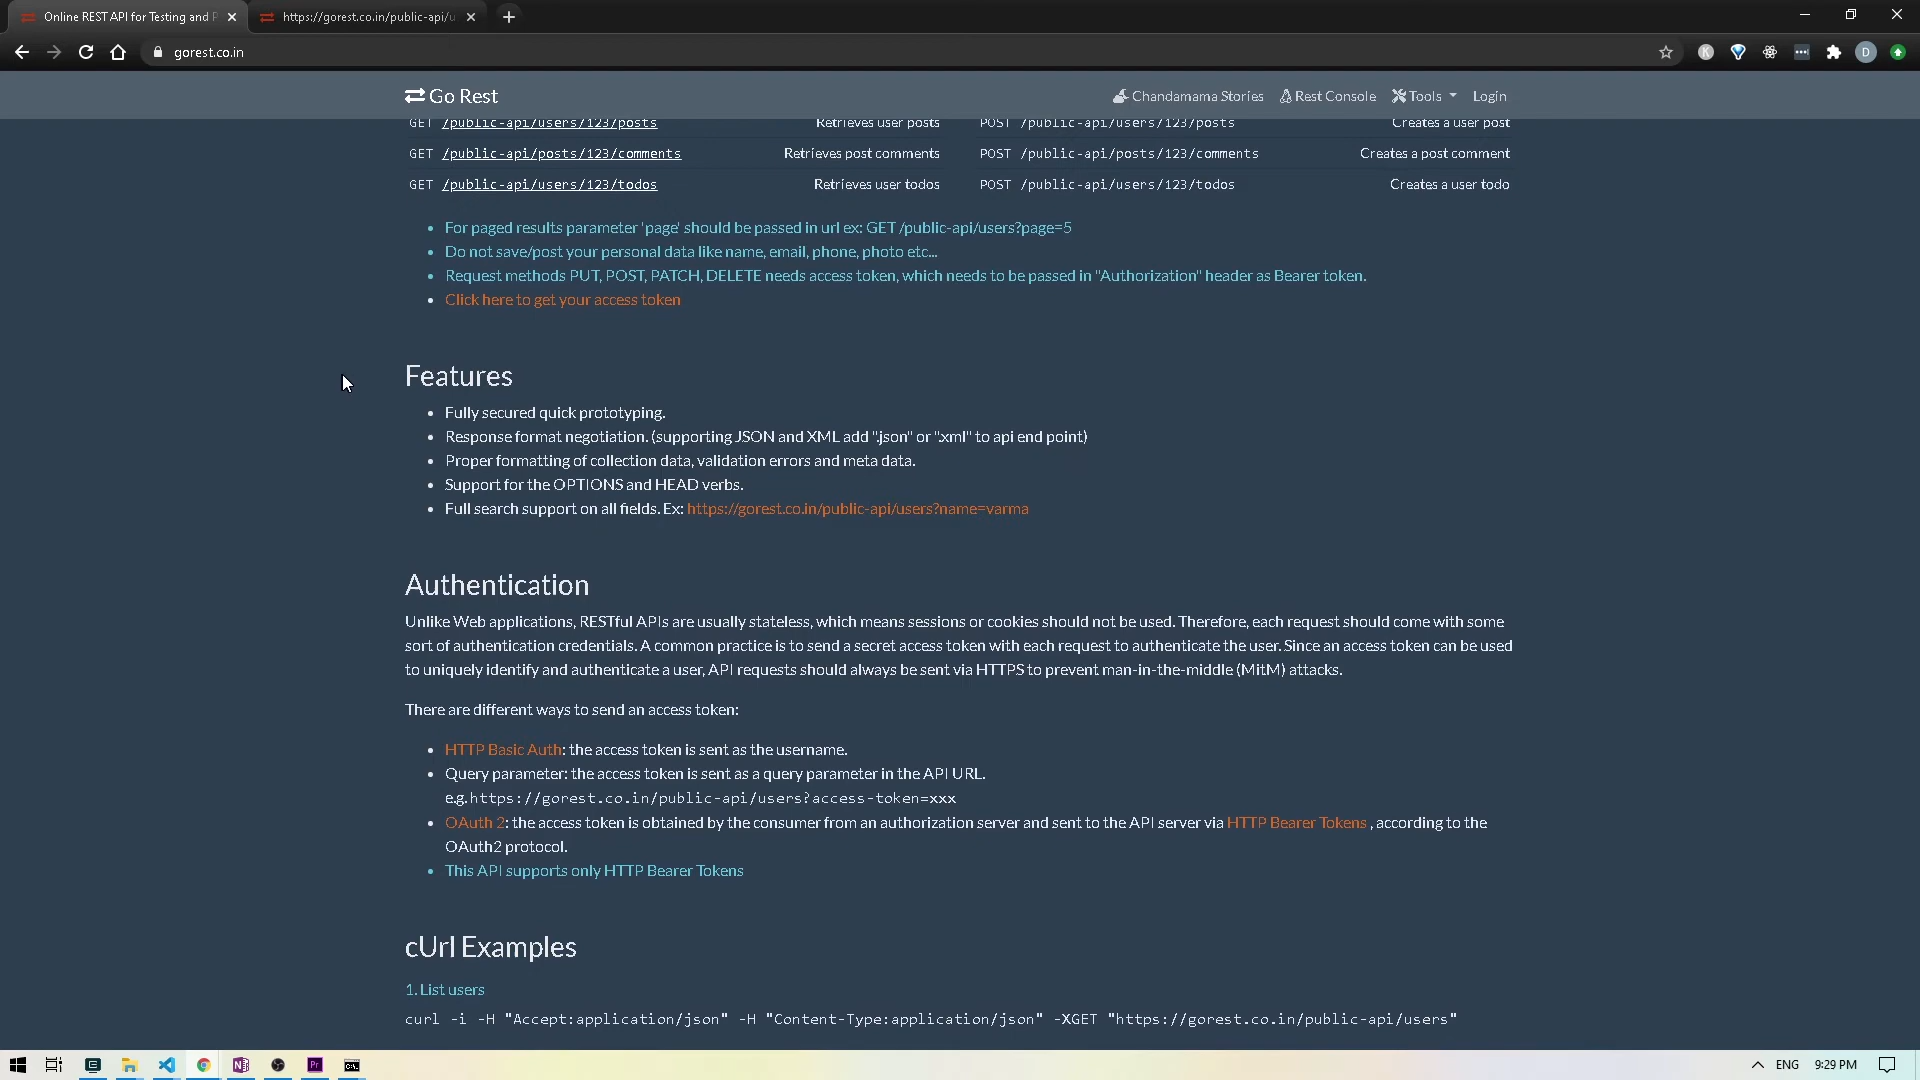 Online REST API for Testing and P
https://gorest.co.in/public-api/u
gorest.co.in
K
D
Go Rest
Chandamama Stories
Rest Console
Tools
Login
GET /public-api/users/123/posts Retrieves user posts POST /public-api/users/123/posts Creates a user post
GET /public-api/posts/123/comments Retrieves post comments POST /public-api/posts/123/comments Creates a post comment
GET /public-api/users/123/todos Retrieves user todos POST /public-api/users/123/todos Creates a user todo
For paged results parameter 'page' should be passed in url ex: GET /public-api/users?page=5
Do not save/post your personal data like name, email, phone, photo etc...
Request methods PUT, POST, PATCH, DELETE needs access token, which needs to be passed in "Authorization" header as Bearer token.
Click here to get your access token
Features
Fully secured quick prototyping.
Response format negotiation. (supporting JSON and XML add ".json" or ".xml" to api end point)
Proper formatting of collection data, validation errors and meta data.
Support for the OPTIONS and HEAD verbs.
Full search support on all fields. Ex: https://gorest.co.in/public-api/users?name=varma
Authentication
Unlike Web applications, RESTful APIs are usually stateless, which means sessions or cookies should not be used. Therefore, each request should come with some
sort of authentication credentials. A common practice is to send a secret access token with each request to authenticate the user. Since an access token can be used
to uniquely identify and authenticate a user, API requests should always be sent via HTTPS to prevent man-in-the-middle (MitM) attacks.
There are different ways to send an access token:
HTTP Basic Auth: the access token is sent as the username.
Query parameter: the access token is sent as a query parameter in the API URL.
e.g. https://gorest.co.in/public-api/users?access-token=xxx
OAuth 2: the access token is obtained by the consumer from an authorization server and sent to the API server via HTTP Bearer Tokens , according to the
OAuth2 protocol.
This API supports only HTTP Bearer Tokens
cUrl Examples
1. List users
curl -i -H "Accept:application/json" -H "Content-Type:application/json" -XGET "https://gorest.co.in/public-api/users"
Pr
ENG
9:29 PM